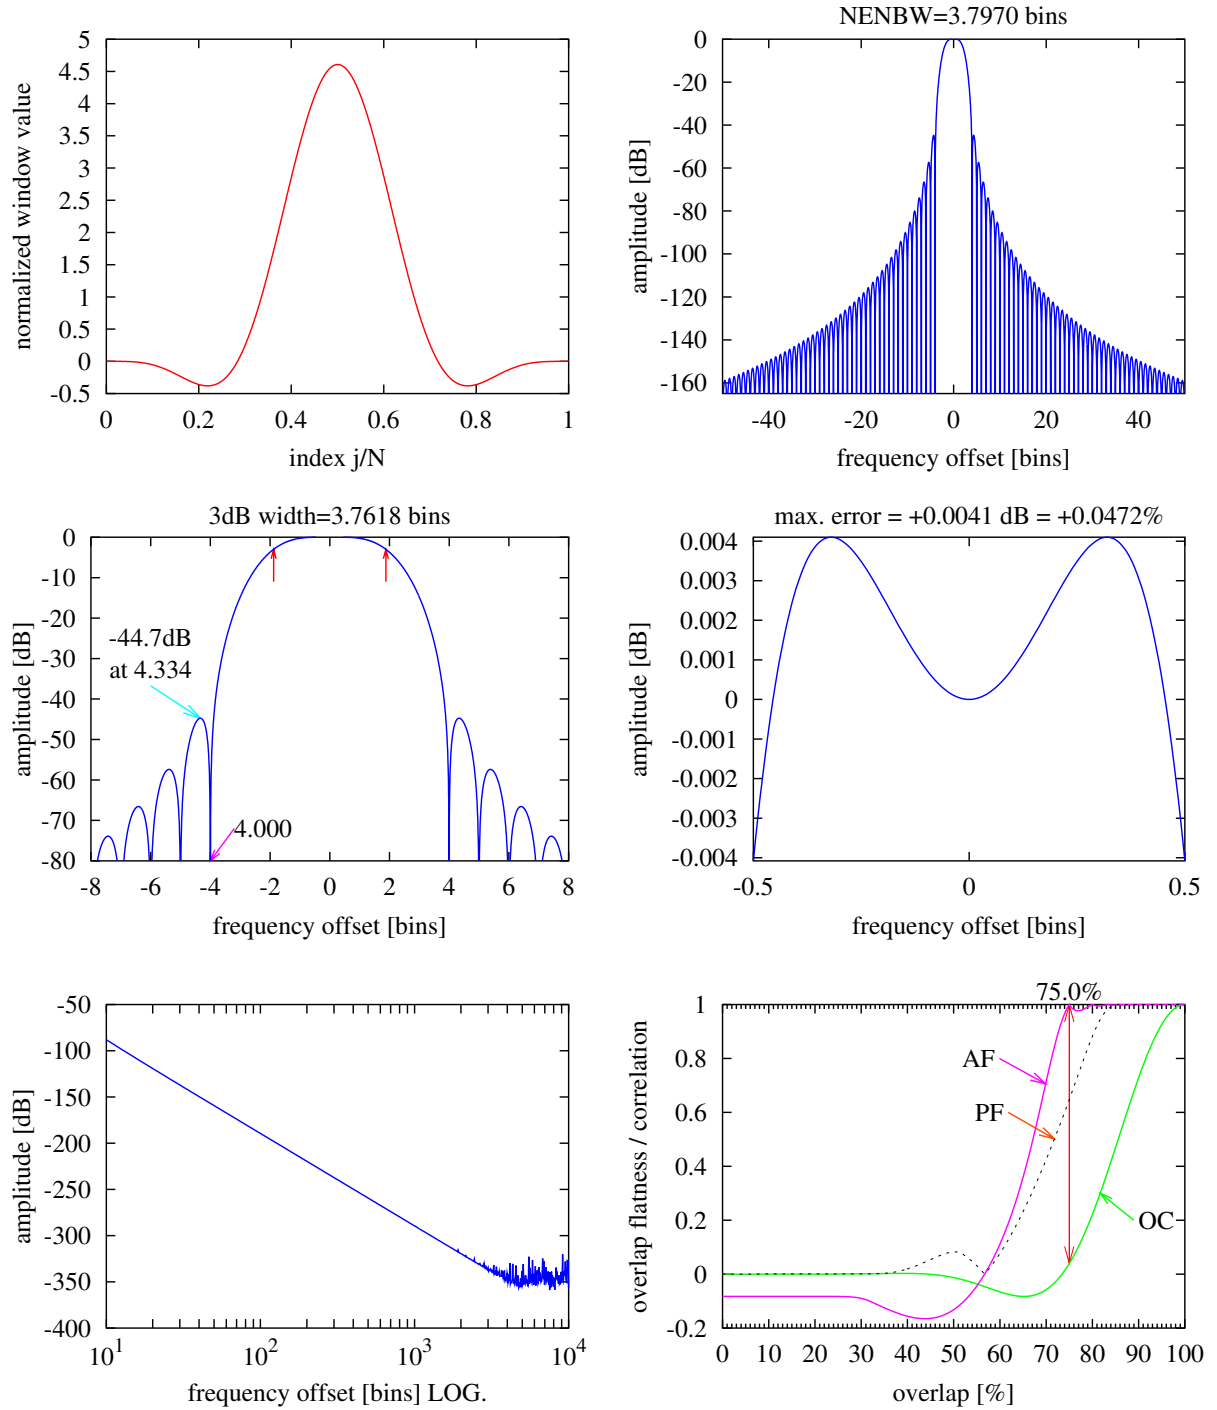 5
4.5
4
3.5
3
2.5
2
1.5
1
0.5
0
-0.5
0 0.2 0.4 0.6 0.8 1
normalized window value
index j/N
NENBW=3.7970 bins
0
-20
-40
-60
-80
-100
-120
-140
-160
-40 -20 0 20 40
amplitude [dB]
frequency offset [bins]
3dB width=3.7618 bins
0
-10
-20
-30
-40
-50
-60
-70
-80
-8 -6 -4 -2 0 2 4 6 8
-44.7dB
at 4.334
4.000
amplitude [dB]
frequency offset [bins]
max. error = +0.0041 dB = +0.0472%
0.004
0.003
0.002
0.001
0
-0.001
-0.002
-0.003
-0.004
-0.5 0 0.5
amplitude [dB]
frequency offset [bins]
-50
-100
-150
-200
-250
-300
-350
-400
10¹ 10² 10³ 10⁴
amplitude [dB]
frequency offset [bins] LOG.
75.0%
1
0.8
0.6
0.4
0.2
0
-0.2
0 10 20 30 40 50 60 70 80 90 100
AF
PF
OC
overlap flatness / correlation
overlap [%]